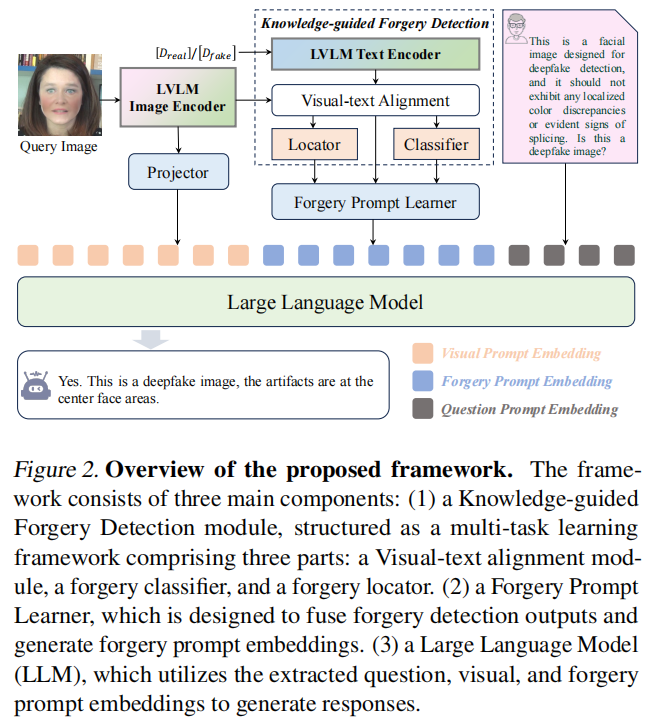 Knowledge-guided Forgery Detection
[D_real]/[D_fake]
LVLM Text Encoder
LVLM
Image Encoder
Visual-text Alignment
Query Image
Locator
Classifier
Projector
Forgery Prompt Learner
This is a facial
image designed for
deepfake detection,
and it should not
exhibit any localized
color discrepancies
or evident signs of
splicing. Is this a
deepfake image?
Large Language Model
Yes. This is a deepfake image, the artifacts are at the
center face areas.
Visual Prompt Embedding
Forgery Prompt Embedding
Question Prompt Embedding
Figure 2. Overview of the proposed framework. The frame-
work consists of three main components: (1) a Knowledge-guided
Forgery Detection module, structured as a multi-task learning
framework comprising three parts: a Visual-text alignment mod-
ule, a forgery classifier, and a forgery locator. (2) a Forgery Prompt
Learner, which is designed to fuse forgery detection outputs and
generate forgery prompt embeddings. (3) a Large Language Model
(LLM), which utilizes the extracted question, visual, and forgery
prompt embeddings to generate responses.